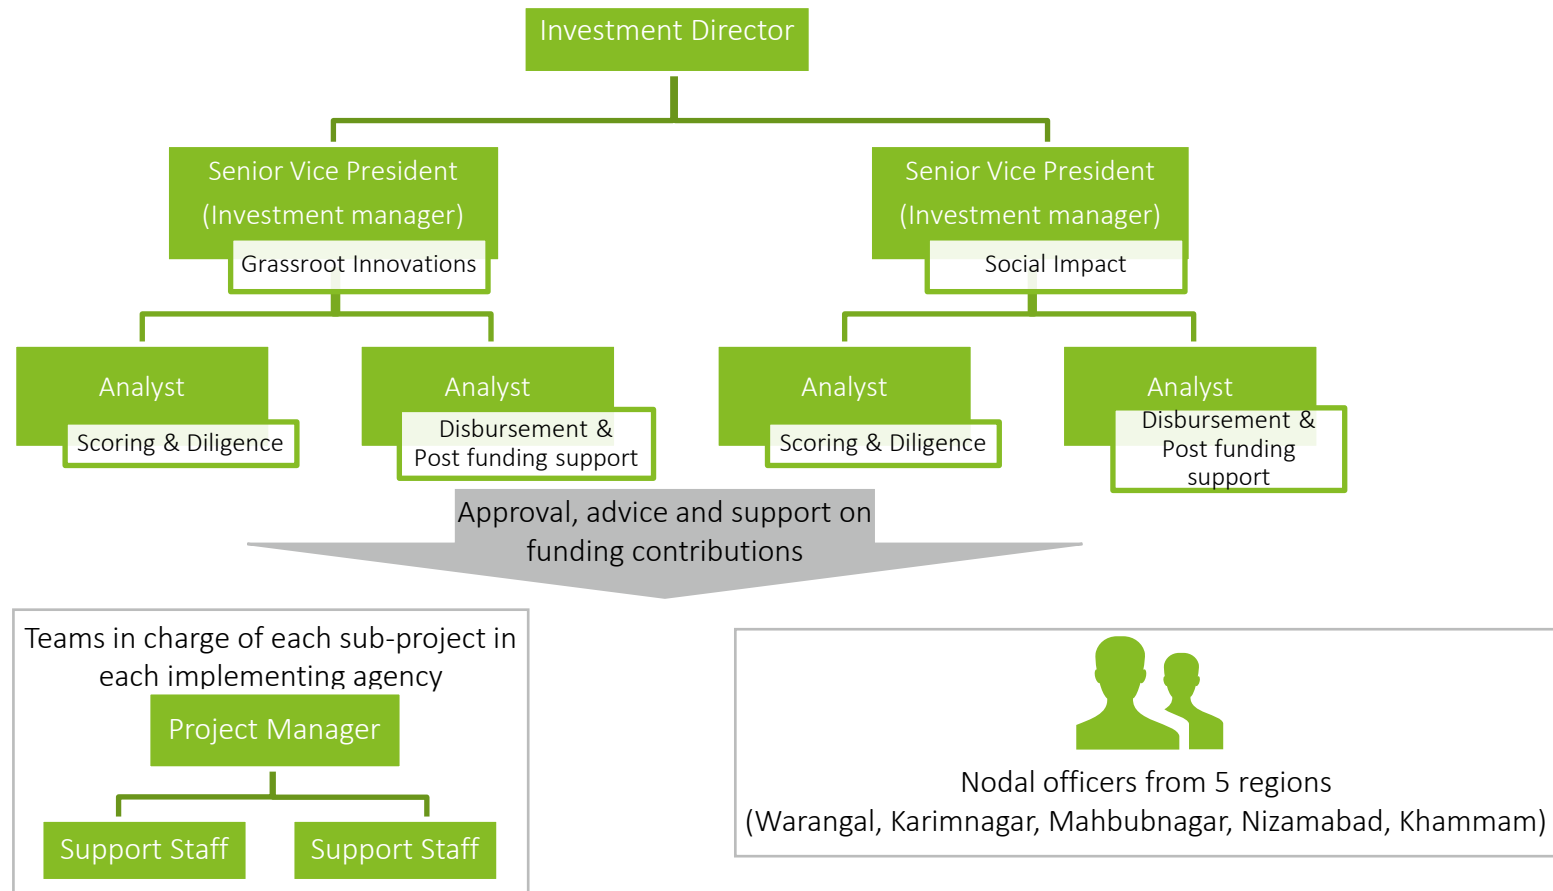 Investment Director
Senior Vice President
(Investment manager)
Grassroot Innovations
Senior Vice President
(Investment manager)
Social Impact
Analyst
Scoring & Diligence
Analyst
Disbursement &
Post funding support
Analyst
Scoring & Diligence
Analyst
Disbursement &
Post funding
support
Approval, advice and support on
funding contributions
Teams in charge of each sub-project in
each implementing agency
Project Manager
Support Staff
Support Staff
Nodal officers from 5 regions
(Warangal, Karimnagar, Mahbubnagar, Nizamabad, Khammam)